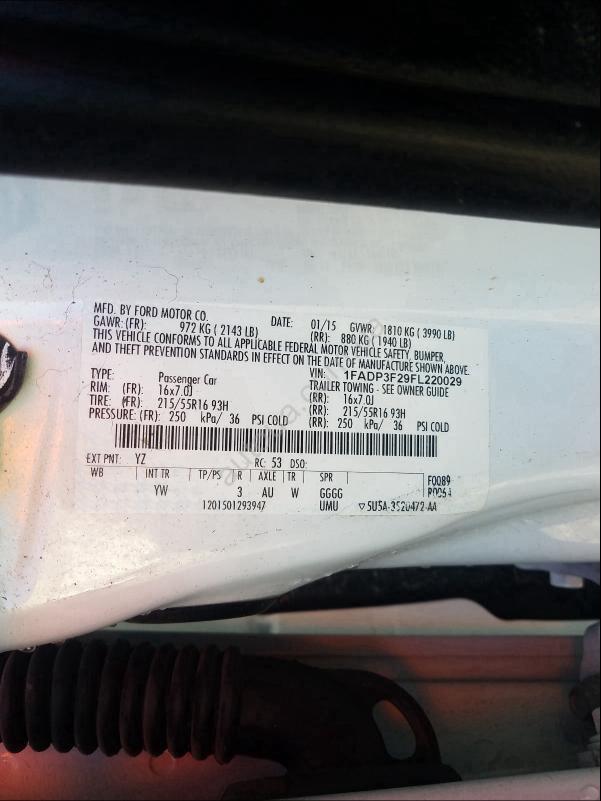 MFD. BY FORD MOTOR CO.
DATE: 01/15 GVWR: 1810 KG ( 3990 LB)
GAWR: (FR) 972 KG ( 2143 LB) (RR) 880 KG (1940 LB)
THIS VEHICLE CONFORMS TO ALL APPLICABLE FEDERAL MOTOR VEHICLE SAFETY, BUMPER,
AND THEFT PREVENTION STANDARDS IN EFFECT ON THE DATE OF MANUFACTURE SHOWN ABOVE.
VIN: 1FADP3F29FL220029
TYPE: Passenger Car TRAILER TOWING - SEE OWNER GUIDE
RIM: (FR) 16x7.0J (RR) 16x7.0J
TIRE: (FR) 215/55R16 93H (RR) 215/55R16 93H
PRESSURE: (FR) 250 kPa/ 36 PSI COLD (RR) 250 kPa/ 36 PSI COLD
EXT PNT: YZ RC: 53 DSO:
WB INT TR TP/PS R AXLE TR SPR F0089
YW 3 AU W GGGG
1201501293947 UMU ▽5U5A-3520472-AA